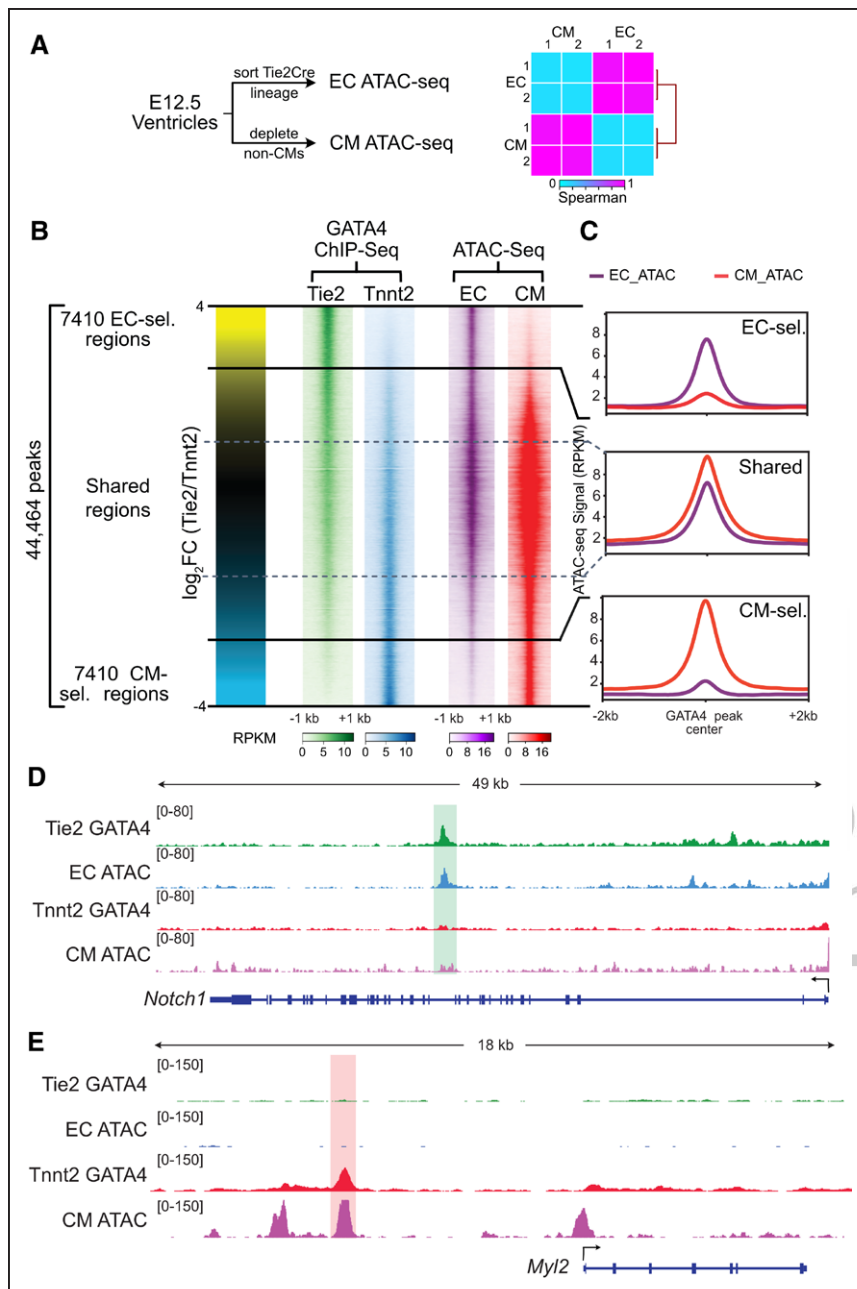 A
E12.5
Ventricles
sort Tie2Cre
lineage
EC ATAC-seq
deplete
non-CMs
CM ATAC-seq
CM EC
1 2 1 2
1
EC
2
1
CM
2
0 1
Spearman
B
GATA4
ChIP-Seq
ATAC-Seq
Tie2 Tnnt2 EC CM
44,464 peaks
7410 EC-sel.
regions
Shared
regions
7410 CM-
sel. regions
4
log2FC (Tie2/Tnnt2)
-4
-1 kb +1 kb -1 kb +1 kb
RPKM
0 5 10 0 5 10 0 8 16 0 8 16
C
EC_ATAC CM_ATAC
ATAC-seq Signal (RPKM)
EC-sel.
8
6
4
2
Shared
8
6
4
2
CM-sel.
8
6
4
2
-2kb GATA4 peak +2kb
center
D
49 kb
Tie2 GATA4 [0-80]
EC ATAC [0-80]
Tnnt2 GATA4 [0-80]
CM ATAC [0-80]
Notch1
E
18 kb
Tie2 GATA4 [0-150]
EC ATAC [0-150]
Tnnt2 GATA4 [0-150]
CM ATAC [0-150]
Myl2